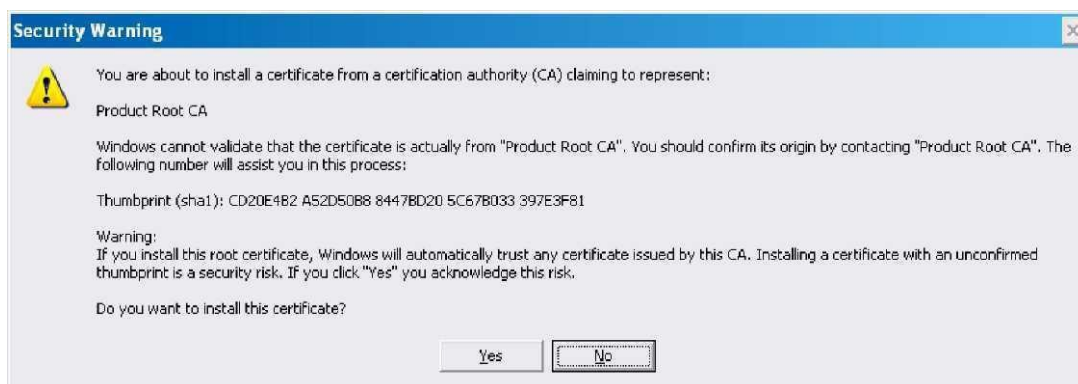 Security Warning
You are about to install a certificate from a certification authority (CA) claiming to represent:
Product Root CA
Windows cannot validate that the certificate is actually from "Product Root CA". You should confirm its origin by contacting "Product Root CA". The
following number will assist you in this process:
Thumbprint (sha1): CD20E4B2 A52D50B8 8447BD20 5C67B033 397E3F81
Warning:
If you install this root certificate, Windows will automatically trust any certificate issued by this CA. Installing a certificate with an unconfirmed
thumbprint is a security risk. If you click "Yes" you acknowledge this risk.
Do you want to install this certificate?
Yes
No